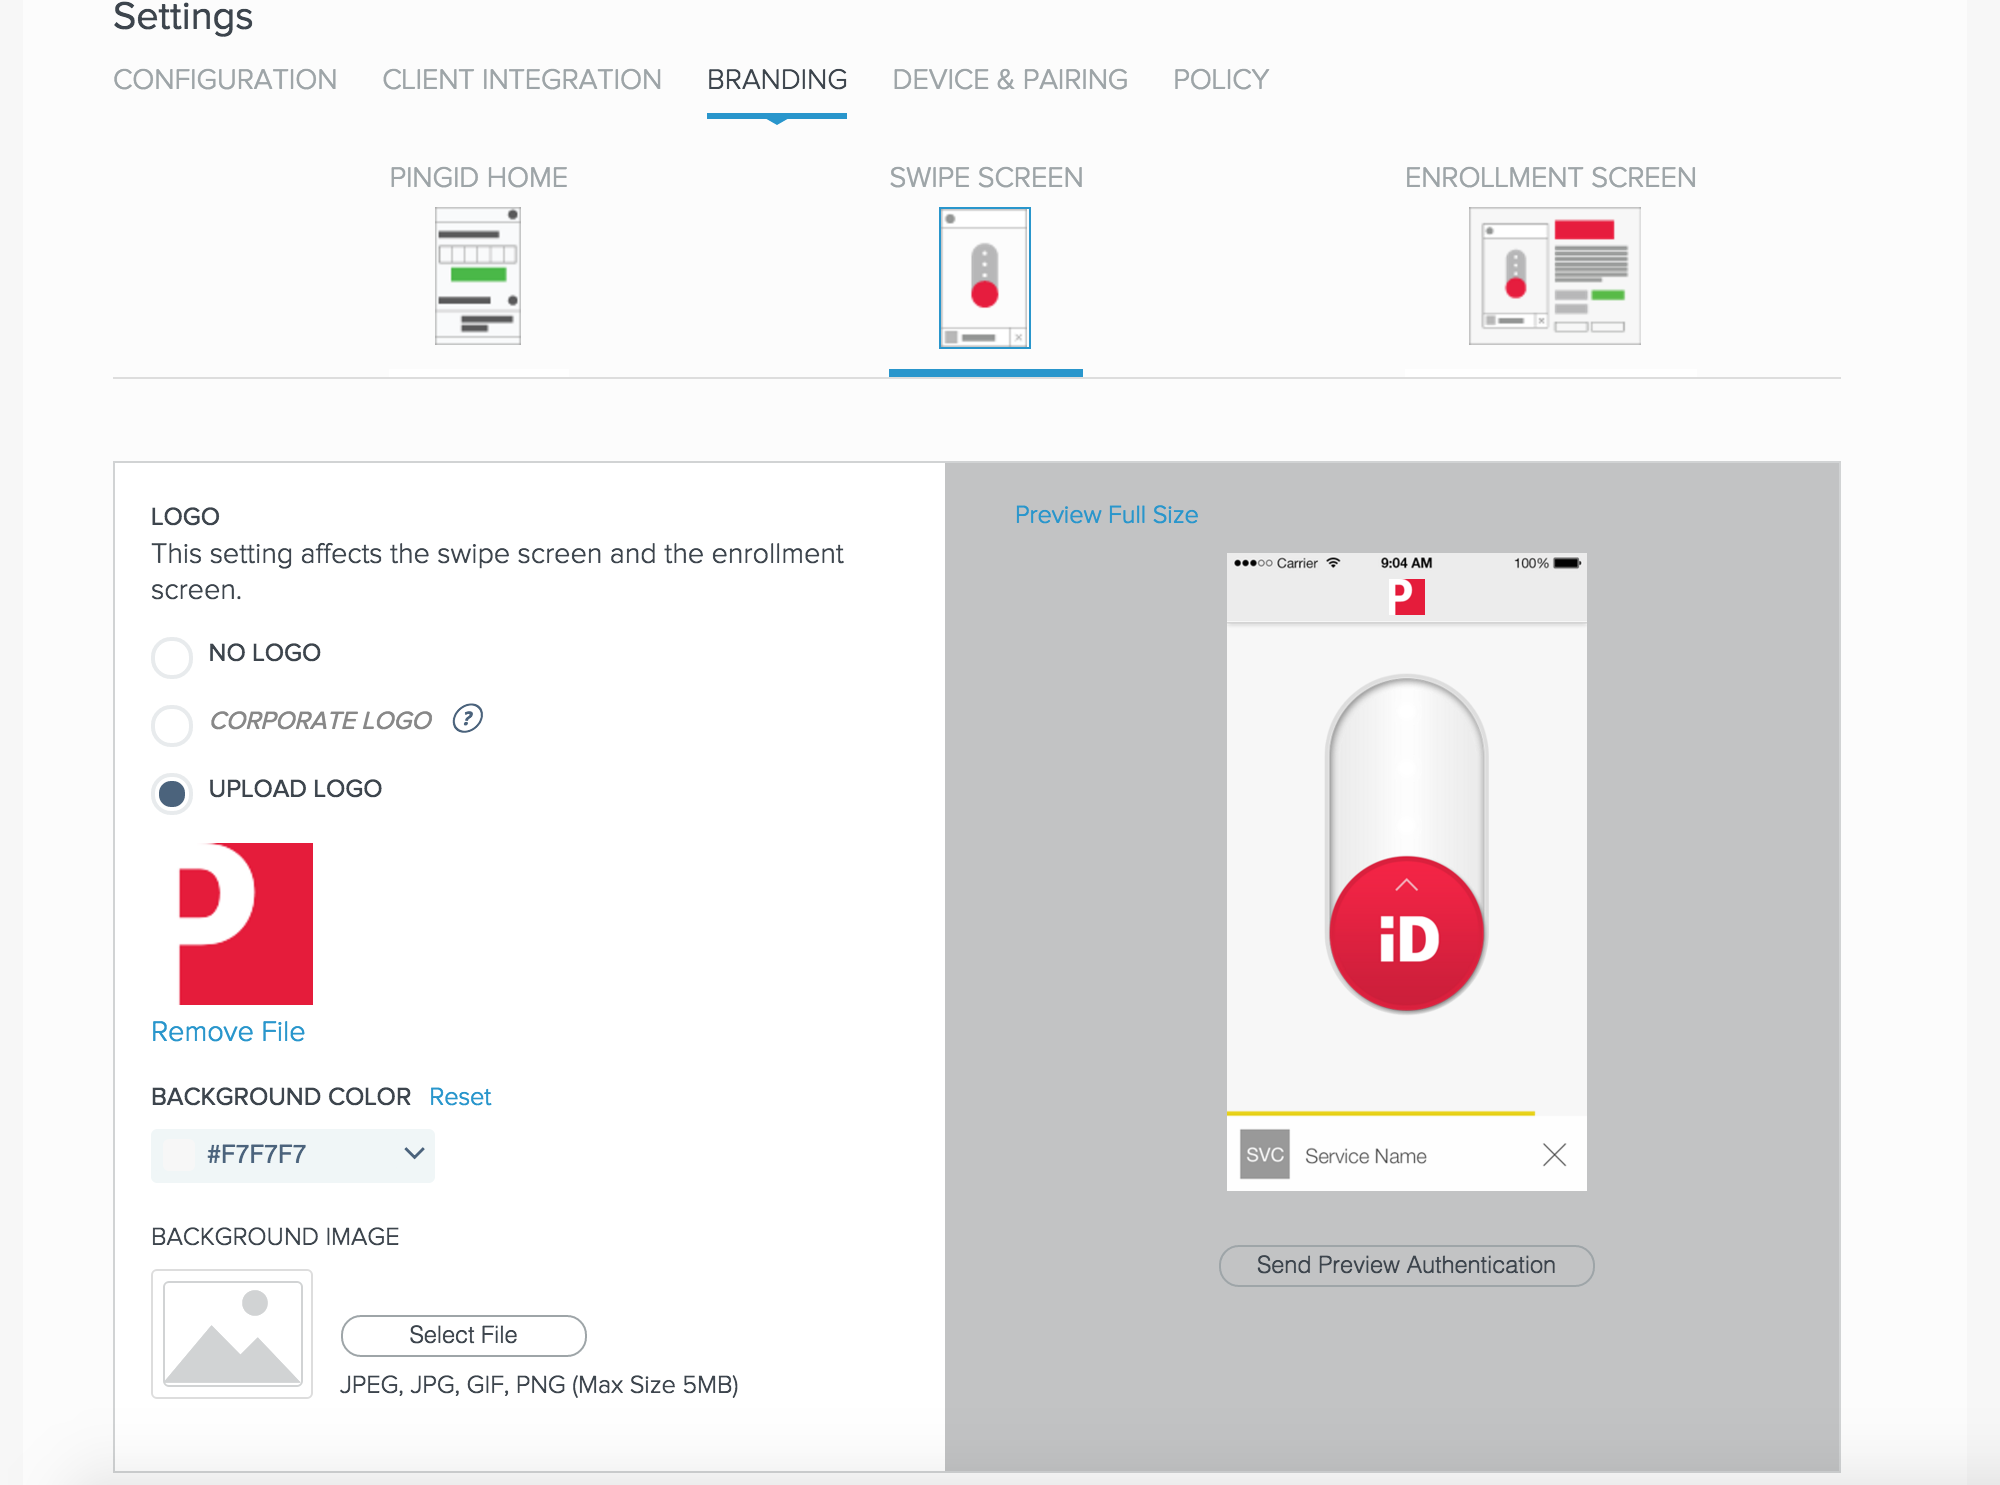 Settings
CONFIGURATION
CLIENT INTEGRATION
BRANDING
DEVICE & PAIRING
POLICY
PINGID HOME
SWIPE SCREEN
ENROLLMENT SCREEN
LOGO
This setting affects the swipe screen and the enrollment
screen.
NO LOGO
CORPORATE LOGO ?
UPLOAD LOGO
P
Remove File
BACKGROUND COLOR Reset
#F7F7F7
BACKGROUND IMAGE
Select File
JPEG, JPG, GIF, PNG (Max Size 5MB)
Preview Full Size
Carrier 9:04 AM 100%
P
iD
SVC Service Name
Send Preview Authentication